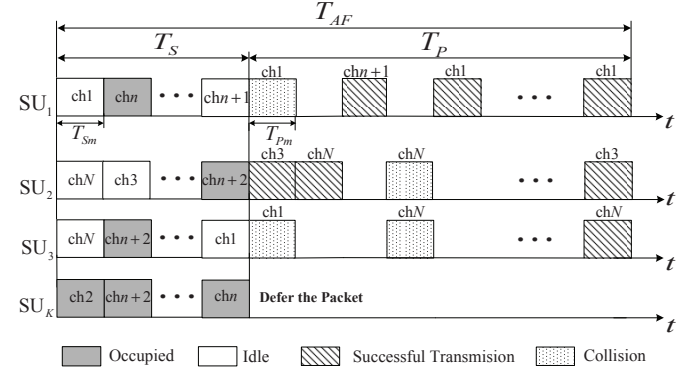 T_AF
T_S T_P
ch1 chn+1 ch1 ch1
SU_1 ch1 chn ••• chn+1 ••• t
T_Sm T_Pm
ch3 chN chN ch3
SU_2 chN ch3 ••• chn+2 ••• t
ch1 chN chN
SU_3 chN chn+2 ••• ch1 ••• t
SU_K ch2 chn+2 ••• chn Defer the Packet t
Occupied Idle Successful Transmision Collision